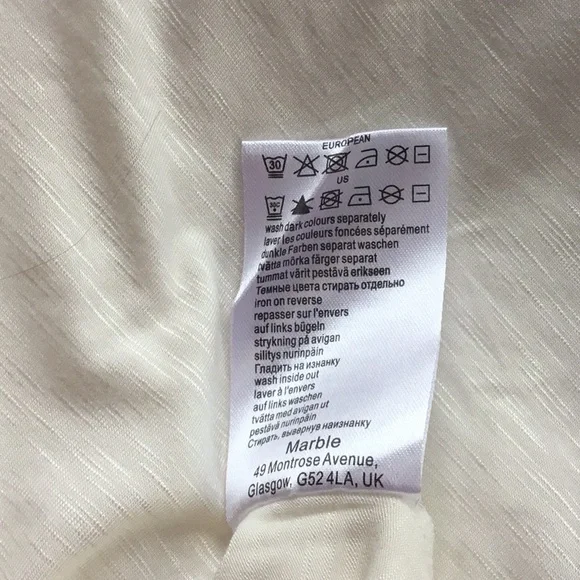 EUROPEAN
30
US
30C
wash dark colours separately
laver les couleurs foncées séparément
dunkle Farben separat waschen
tvätta mörka färger separat
tummat värit pestävä erikseen
Темные цвета стирать отдельно
iron on reverse
repasser sur l'envers
auf links bügeln
strykning på avigan
silitys nurinpäin
Гладить на изнанку
wash inside out
laver à l'envers
auf links waschen
tvätta med avigan ut
pestävä nurinpäin
Стирать, вывернув наизнанку
Marble
49 Montrose Avenue,
Glasgow, G52 4LA, UK